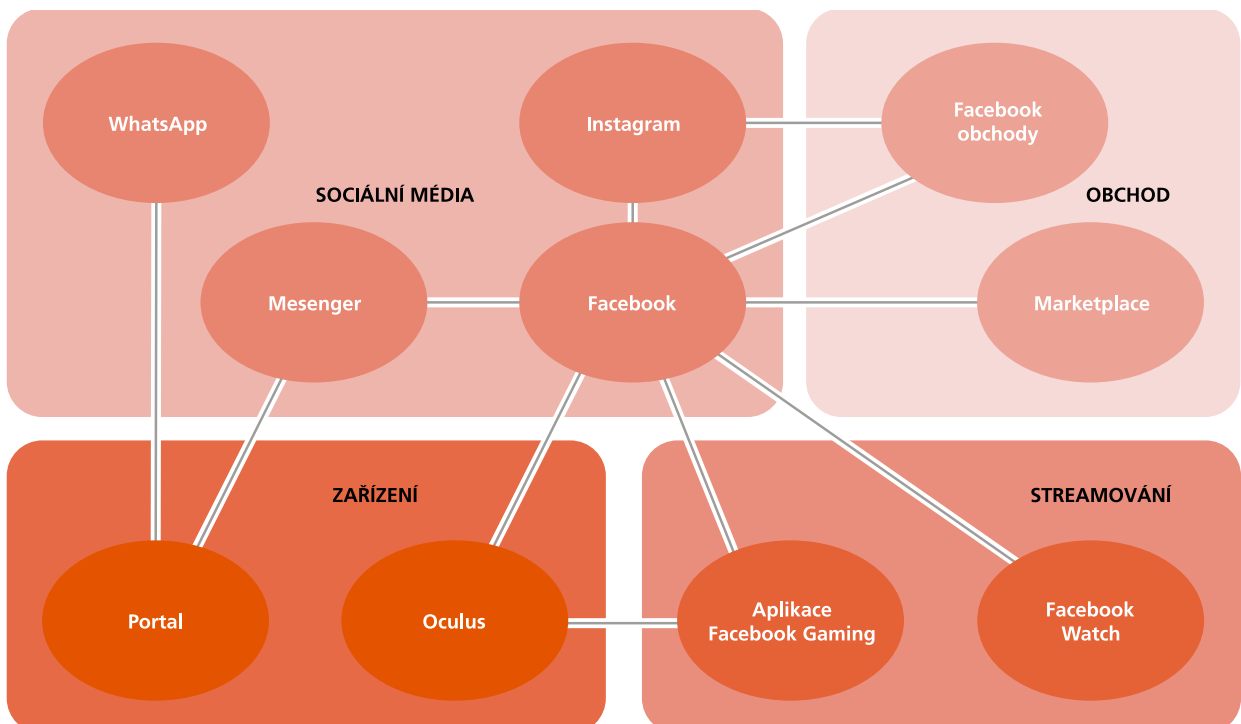 WhatsApp
Instagram
Facebook
obchody
SOCIÁLNÍ MÉDIA
OBCHOD
Mesenger
Facebook
Marketplace
ZAŘÍZENÍ
STREAMOVÁNÍ
Portal
Oculus
Aplikace
Facebook Gaming
Facebook
Watch